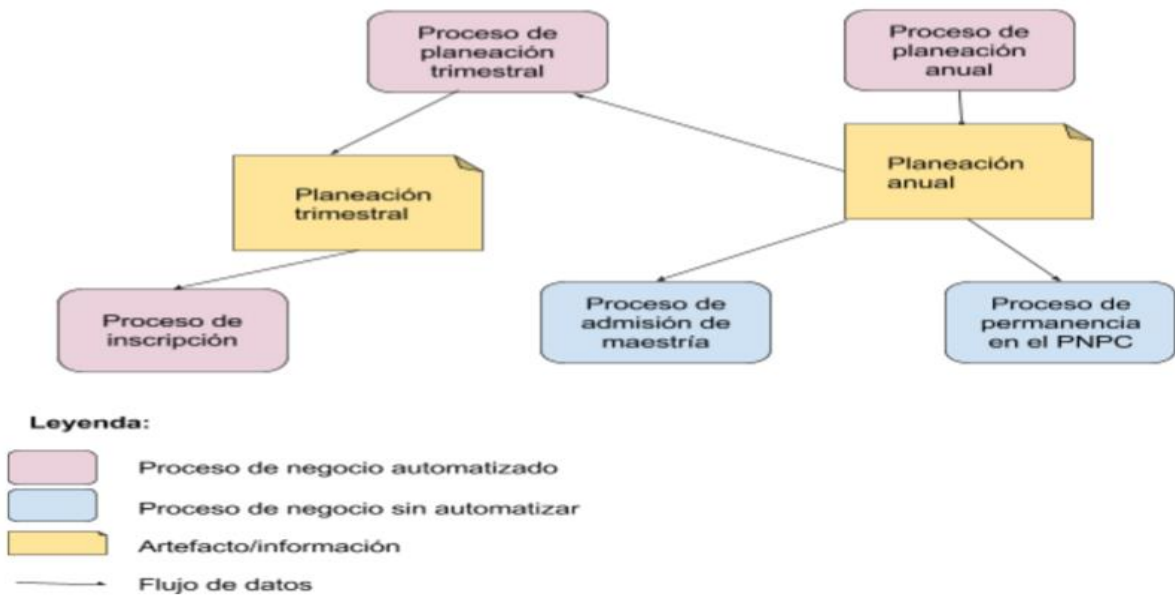 Proceso de
planeación
trimestral
Proceso de
planeación
anual
Planeación
trimestral
Planeación
anual
Proceso de
inscripción
Proceso de
admisión de
maestría
Proceso de
permanencia
en el PNPC
Leyenda:
Proceso de negocio automatizado
Proceso de negocio sin automatizar
Artefacto/información
Flujo de datos